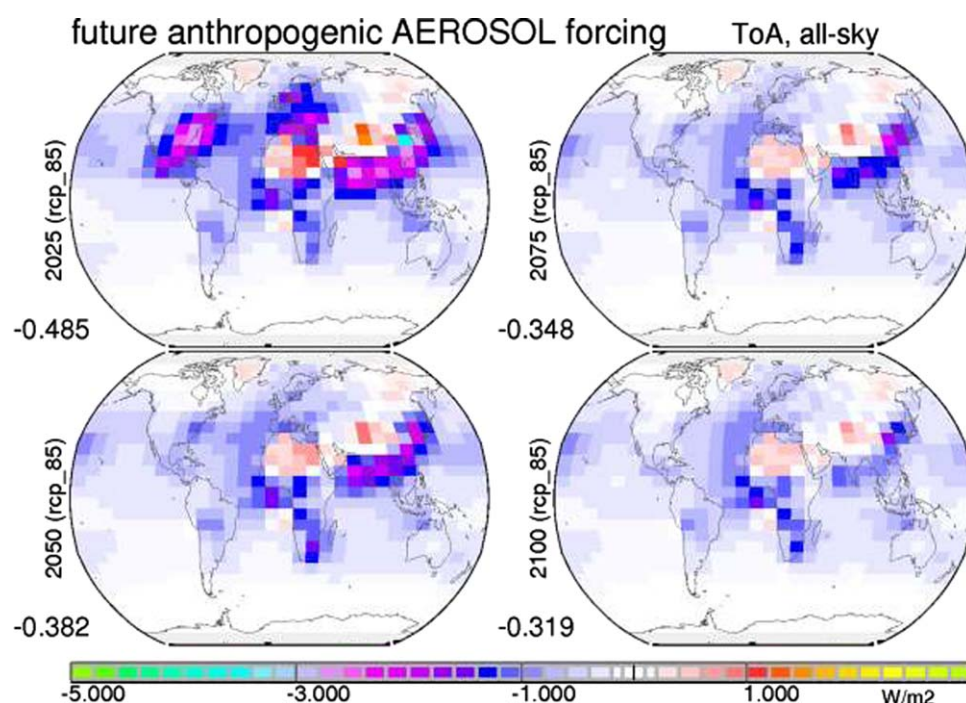 future anthropogenic AEROSOL forcing ToA, all-sky
2025 (rcp_85)
-0.485
2075 (rcp_85)
-0.348
2050 (rcp_85)
-0.382
2100 (rcp_85)
-0.319
-5.000 -3.000 -1.000 1.000 W/m2